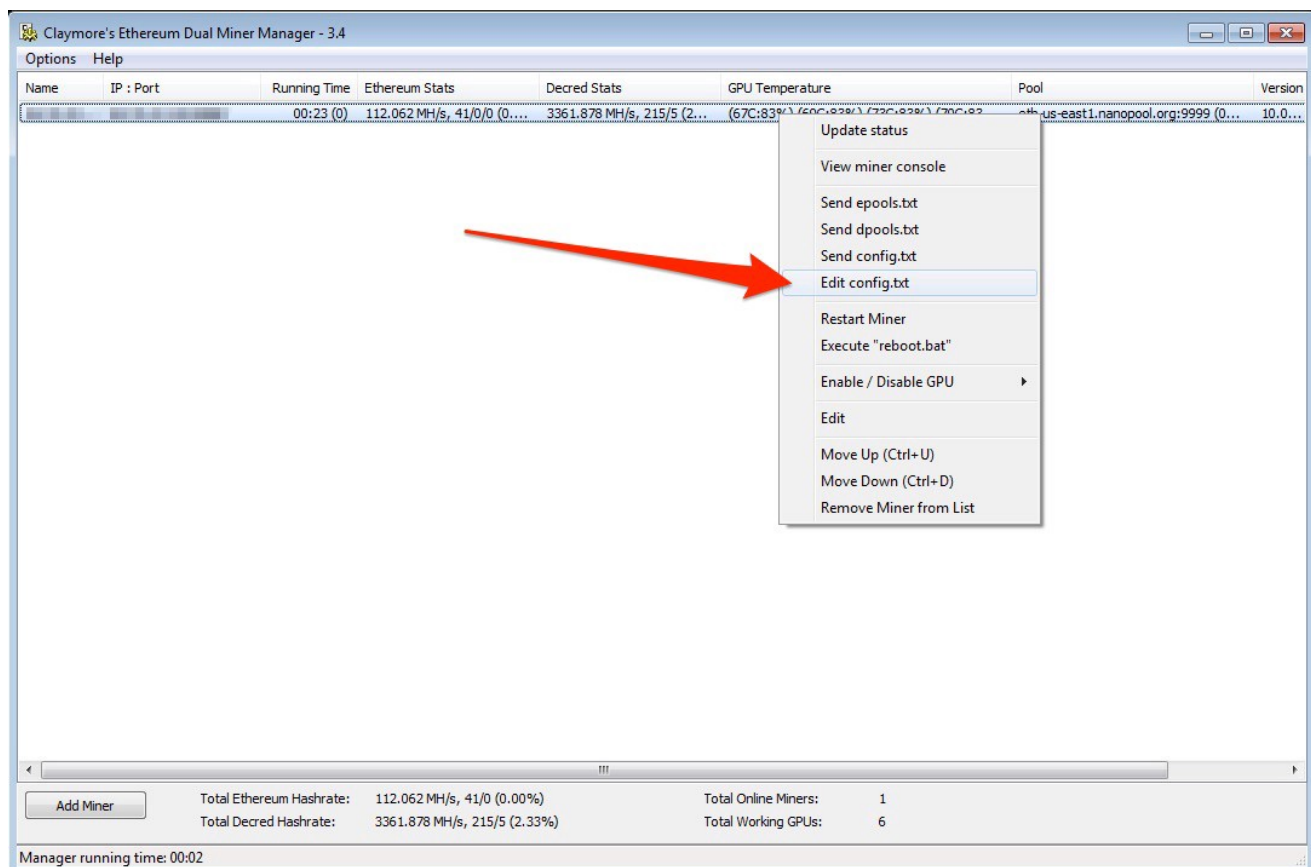 Claymore's Ethereum Dual Miner Manager - 3.4
Options Help
Name IP : Port Running Time Ethereum Stats Decred Stats GPU Temperature Pool Version
00:23 (0) 112.062 MH/s, 41/0/0 (0.... 3361.878 MH/s, 215/5 (2... (67C:83%) eth-us-east1.nanopool.org:9999 (0... 10.0...
Update status
View miner console
Send epools.txt
Send dpools.txt
Send config.txt
Edit config.txt
Restart Miner
Execute "reboot.bat"
Enable / Disable GPU
Edit
Move Up (Ctrl+U)
Move Down (Ctrl+D)
Remove Miner from List
Add Miner
Total Ethereum Hashrate: 112.062 MH/s, 41/0 (0.00%) Total Online Miners: 1
Total Decred Hashrate: 3361.878 MH/s, 215/5 (2.33%) Total Working GPUs: 6
Manager running time: 00:02